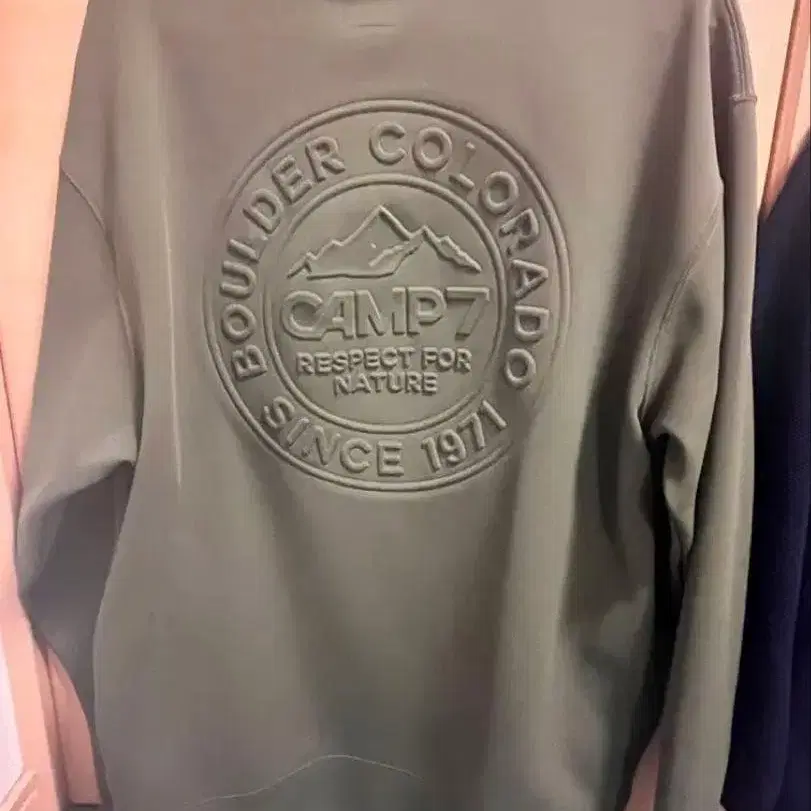 BOULDER COLORADO
CAMP7
RESPECT FOR
NATURE
SINCE 1971